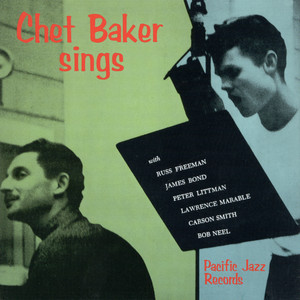 Chet Baker
sings
with
RUSS FREEMAN
JAMES BOND
PETER LITTMAN
LAWRENCE MARABLE
CARSON SMITH
BOB NEEL
Pacific Jazz
Records